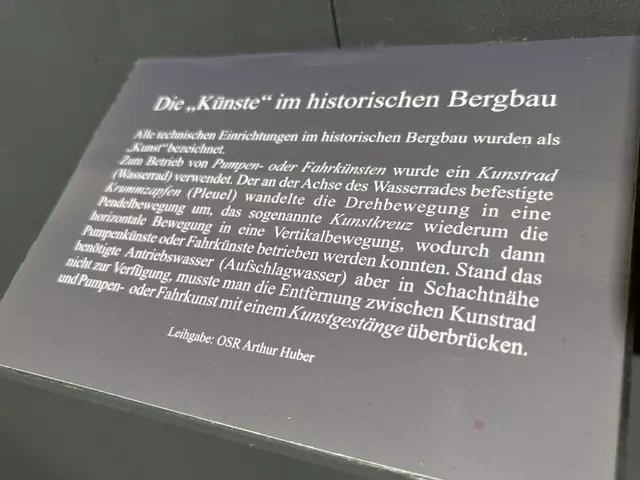 Die „Künste“ im historischen Bergbau
Alle technischen Einrichtungen im historischen Bergbau wurden als
„Kunst“ bezeichnet.
Zum Betrieb von Pumpen- oder Fahrkünsten wurde ein Kunstrad
(Wasserrad) verwendet. Der an der Achse des Wasserrades befestigte
Krummzapfen (Pleuel) wandelte die Drehbewegung in eine
Pendelbewegung um, das sogenannte Kunstkreuz wiederum die
horizontale Bewegung in eine Vertikalbewegung, wodurch dann
Pumpenkünste oder Fahrkünste betrieben werden konnten. Stand das
benötigte Antriebswasser (Aufschlagwasser) aber in Schachtnähe
nicht zur Verfügung, musste man die Entfernung zwischen Kunstrad
und Pumpen- oder Fahrkunst mit einem Kunstgestänge überbrücken.
Leihgabe: OSR Arthur Huber